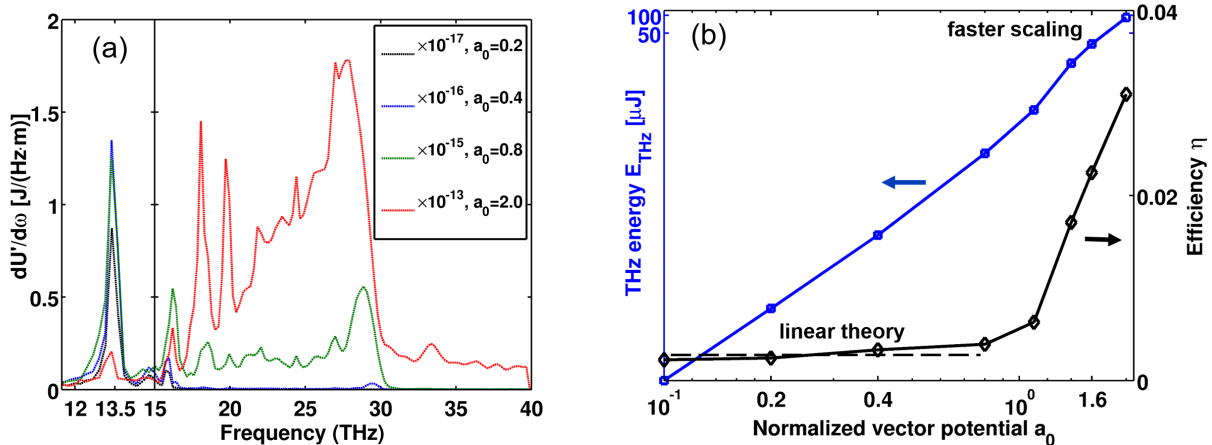 (a)
2
1.5
1
0.5
0
dU'/dω [J/(Hz·m)]
×10⁻¹⁷, a₀=0.2
×10⁻¹⁶, a₀=0.4
×10⁻¹⁵, a₀=0.8
×10⁻¹³, a₀=2.0
12 13.5 15 20 25 30 35 40
Frequency (THz)
(b)
faster scaling
linear theory
100
50
THz energy E_THz [μJ]
0.04
0.02
0
Efficiency η
10⁻¹ 0.2 0.4 10⁰ 1.6
Normalized vector potential a₀